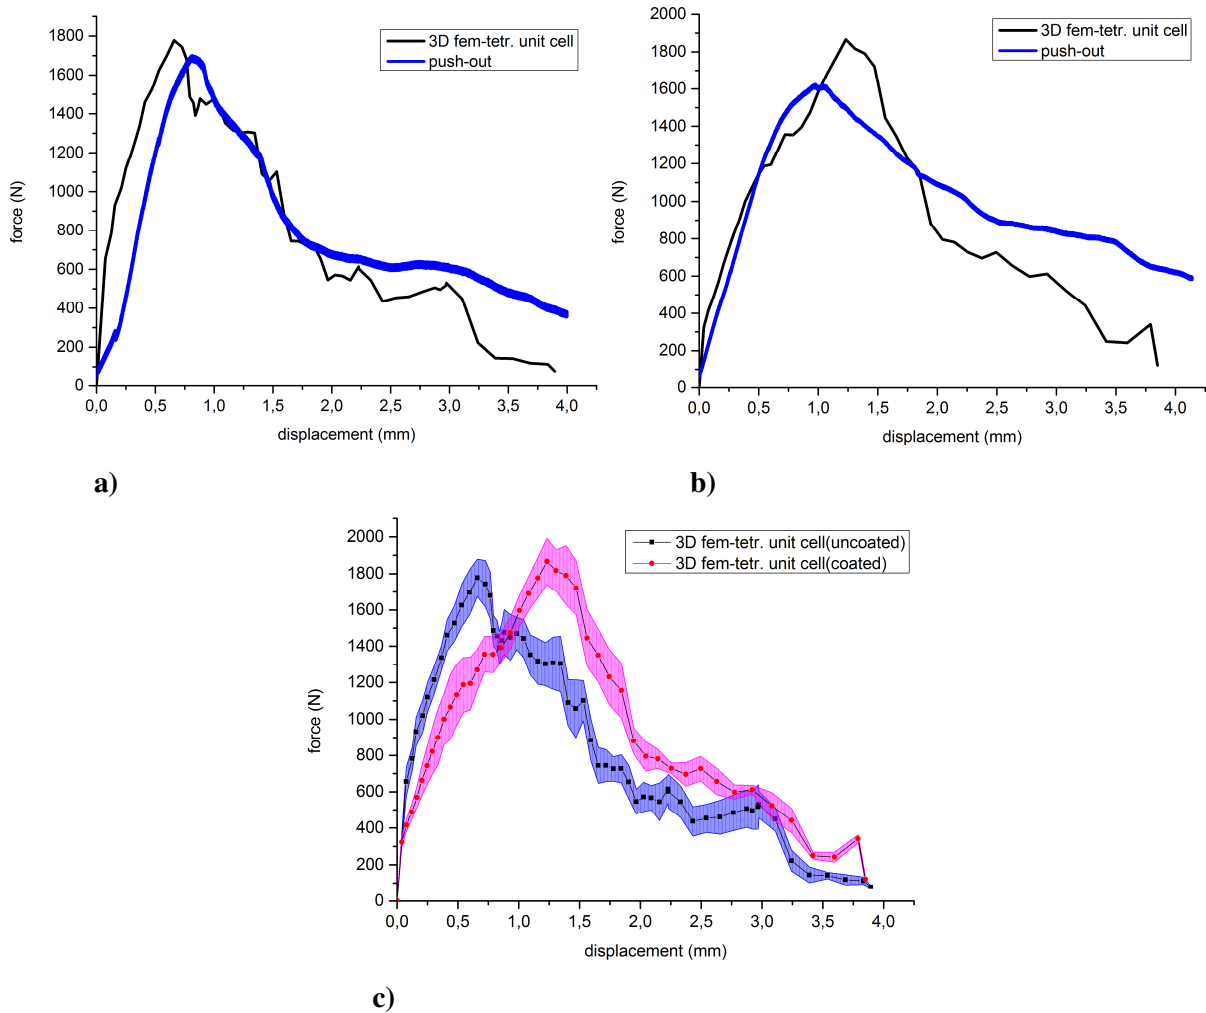 3D fem-tetr. unit cell
push-out
force (N)
1800
1600
1400
1200
1000
800
600
400
200
0
0,0 0,5 1,0 1,5 2,0 2,5 3,0 3,5 4,0
displacement (mm)
a)
3D fem-tetr. unit cell
push-out
force (N)
2000
1800
1600
1400
1200
1000
800
600
400
200
0
0,0 0,5 1,0 1,5 2,0 2,5 3,0 3,5 4,0
displacement (mm)
b)
3D fem-tetr. unit cell(uncoated)
3D fem-tetr. unit cell(coated)
force (N)
2000
1800
1600
1400
1200
1000
800
600
400
200
0
0,0 0,5 1,0 1,5 2,0 2,5 3,0 3,5 4,0
displacement (mm)
c)